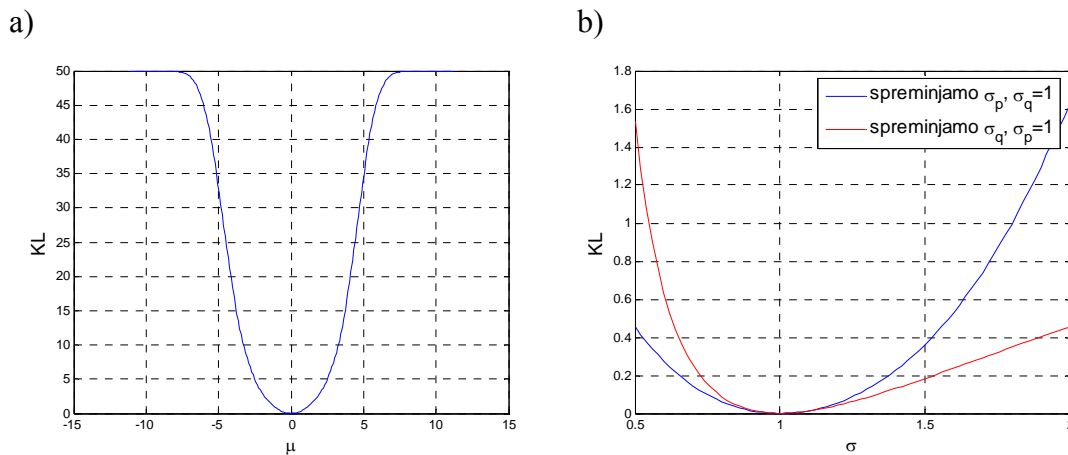 a)
50
45
40
35
30
25
20
15
10
5
0
-15 -10 -5 0 5 10 15
KL
μ
b)
1.8
1.6
1.4
1.2
1
0.8
0.6
0.4
0.2
0
0.5 1 1.5 2
KL
σ
spreminjamo σp, σq=1
spreminjamo σq, σp=1